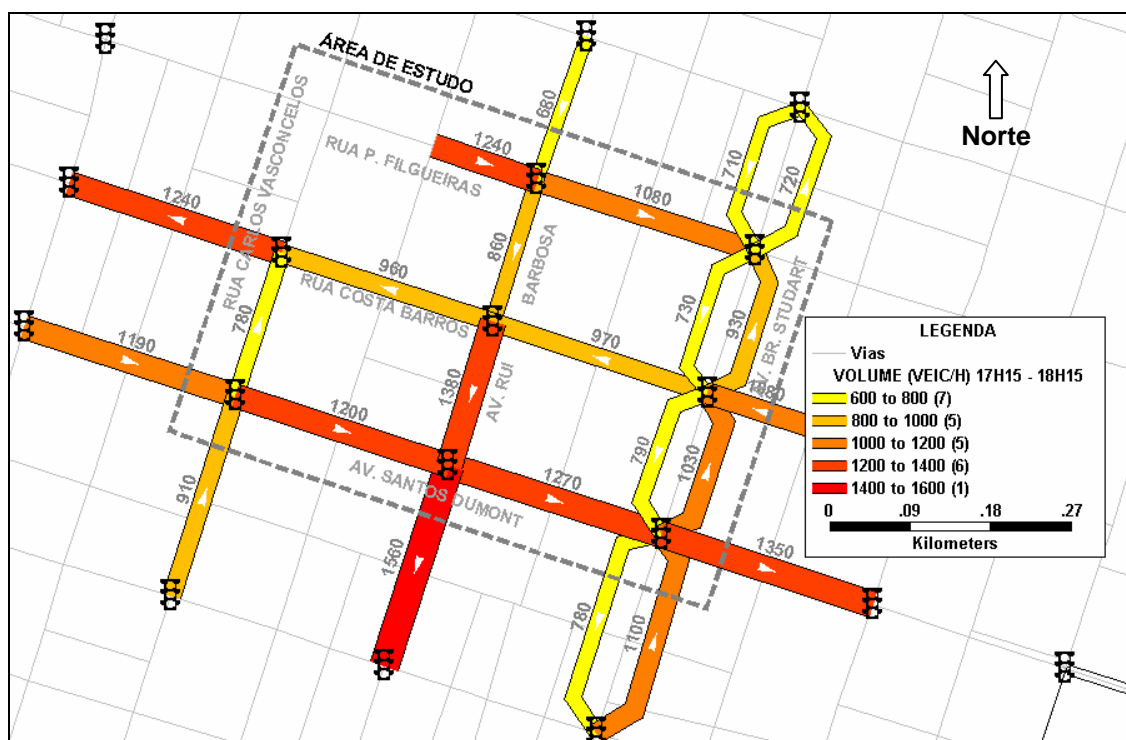 ÁREA DE ESTUDO
Norte
680
RUA P. FILGUEIRAS
1240
1080
710
720
RUA CARLOS VASCONCELOS
1240
860
BARBOSA
960
RUA COSTA BARROS
780
730
930
AV. BR. STUDART
970
1080
1190
1380
AV. RUI
1200
790
1030
910
AV. SANTOS DUMONT
1270
1350
1560
780
1100
LEGENDA
Vias
VOLUME (VEIC/H) 17H15 - 18H15
600 to 800 (7)
800 to 1000 (5)
1000 to 1200 (5)
1200 to 1400 (6)
1400 to 1600 (1)
0 .09 .18 .27
Kilometers